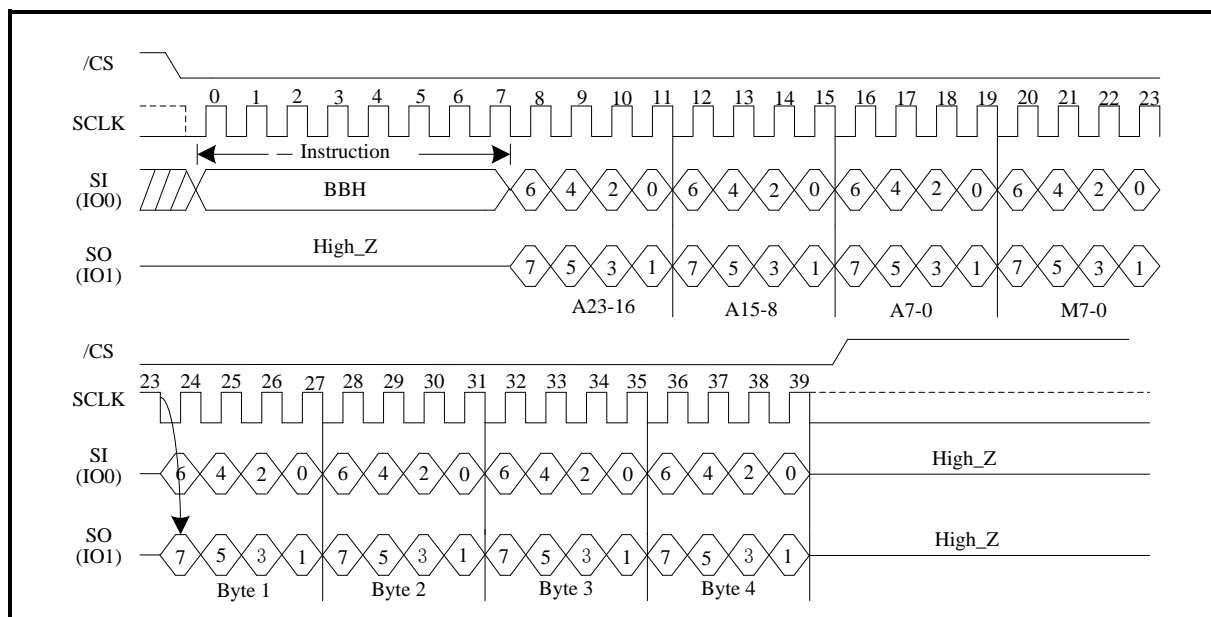 /CS
0 1 2 3 4 5 6 7 8 9 10 11 12 13 14 15 16 17 18 19 20 21 22 23
SCLK
Instruction
SI
(IO0)
BBH
6 4 2 0 6 4 2 0 6 4 2 0 6 4 2 0
SO
(IO1)
High_Z
7 5 3 1 7 5 3 1 7 5 3 1 7 5 3 1
A23-16 A15-8 A7-0 M7-0
/CS
23 24 25 26 27 28 29 30 31 32 33 34 35 36 37 38 39
SCLK
SI
(IO0)
6 4 2 0 6 4 2 0 6 4 2 0 6 4 2 0
High_Z
SO
(IO1)
7 5 3 1 7 5 3 1 7 5 3 1 7 5 3 1
High_Z
Byte 1 Byte 2 Byte 3 Byte 4